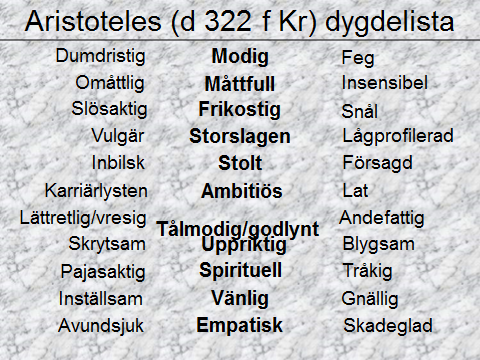 Aristoteles (d 322 f Kr) dygdelista
Dumdristig Modig Feg
Omåttlig Måttfull Insensibel
Slösaktig Frikostig Snål
Vulgär Storslagen Lågprofilerad
Inbilsk Stolt Försagd
Karriärlysten Ambitiös Lat
Lättretlig/vresig Tålmodig/godlynt Andefattig
Skrytsam Uppriktig Blygsam
Pajasaktig Spirituell Tråkig
Inställsam Vänlig Gnällig
Avundsjuk Empatisk Skadeglad